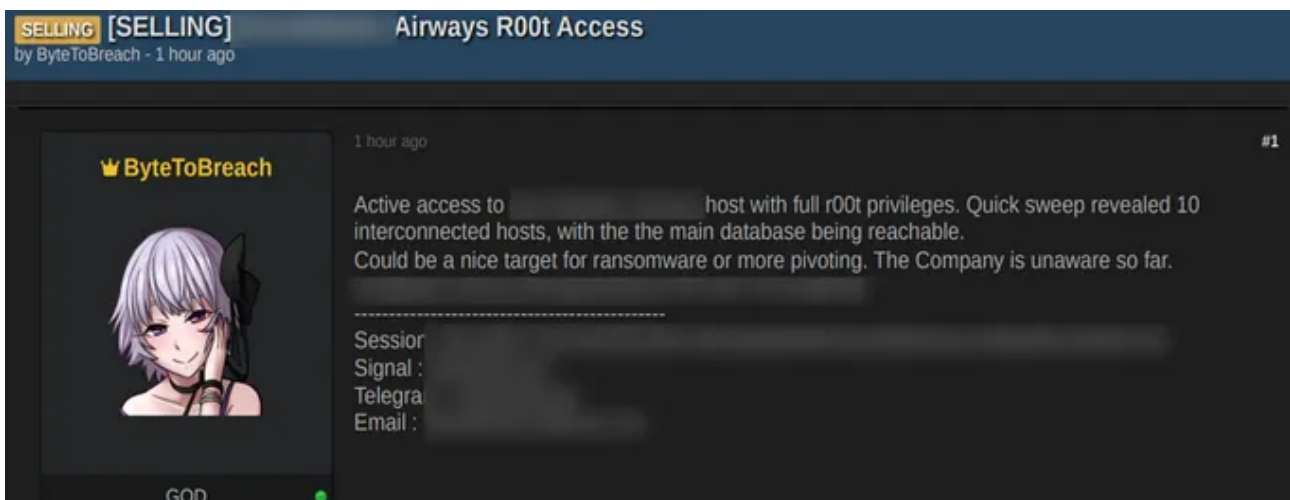 SELLING [SELLING] Airways R00t Access
by ByteToBreach - 1 hour ago
1 hour ago
#1
ByteToBreach
Active access to host with full r00t privileges. Quick sweep revealed 10
interconnected hosts, with the the main database being reachable.
Could be a nice target for ransomware or more pivoting. The Company is unaware so far.
-------------------------------------------
Session
Signal :
Telegra
Email :
GOD